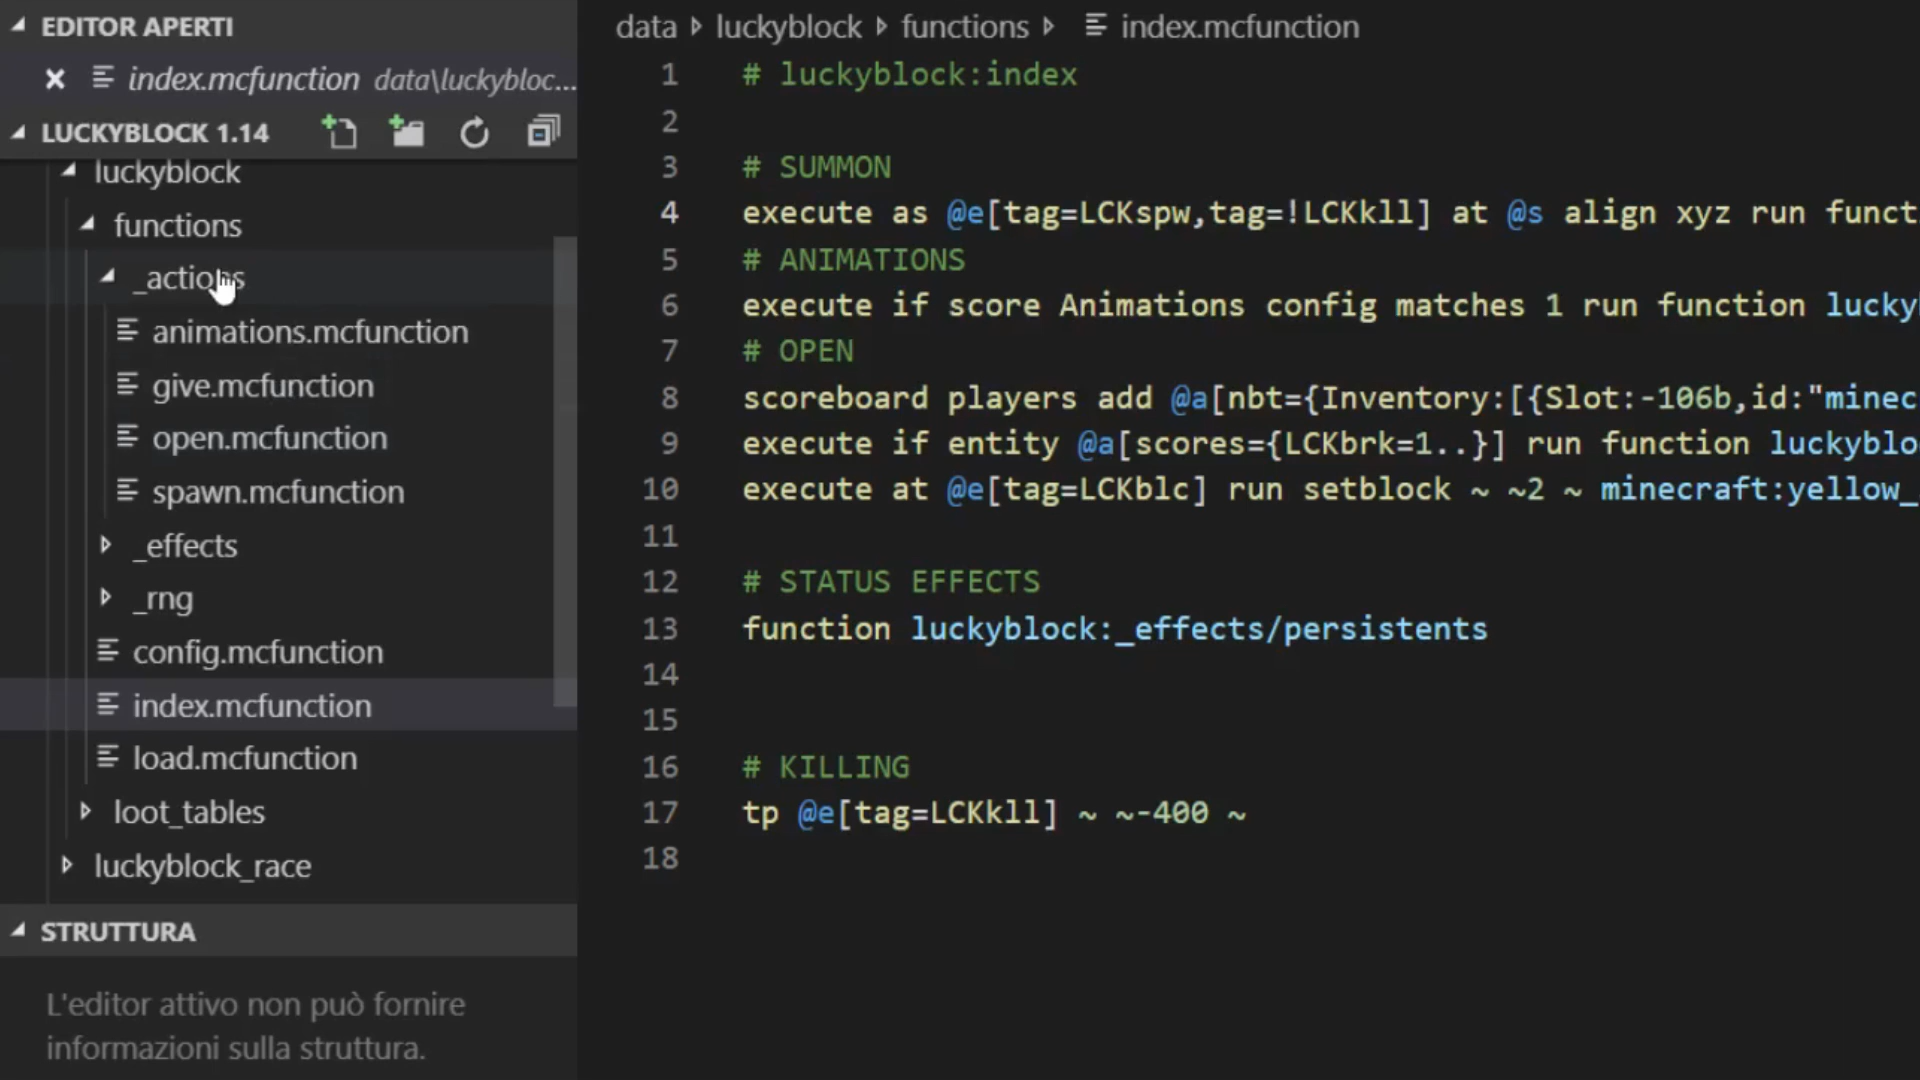 EDITOR APERTI
index.mcfunction data\luckybloc...
LUCKYBLOCK 1.14
luckyblock
functions
_actions
animations.mcfunction
give.mcfunction
open.mcfunction
spawn.mcfunction
_effects
_rng
config.mcfunction
index.mcfunction
load.mcfunction
loot_tables
luckyblock_race
STRUTTURA
L'editor attivo non può fornire
informazioni sulla struttura.
data luckyblock functions index.mcfunction
1 # luckyblock:index
2
3 # SUMMON
4 execute as @e[tag=LCKspw,tag=!LCKkll] at @s align xyz run funct
5 # ANIMATIONS
6 execute if score Animations config matches 1 run function lucky
7 # OPEN
8 scoreboard players add @a[nbt={Inventory:[{Slot:-106b,id:"minec
9 execute if entity @a[scores={LCKbrk=1..}] run function luckyblo
10 execute at @e[tag=LCKblc] run setblock ~ ~2 ~ minecraft:yellow_
11
12 # STATUS EFFECTS
13 function luckyblock:_effects/persistents
14
15
16 # KILLING
17 tp @e[tag=LCKkll] ~ ~-400 ~
18